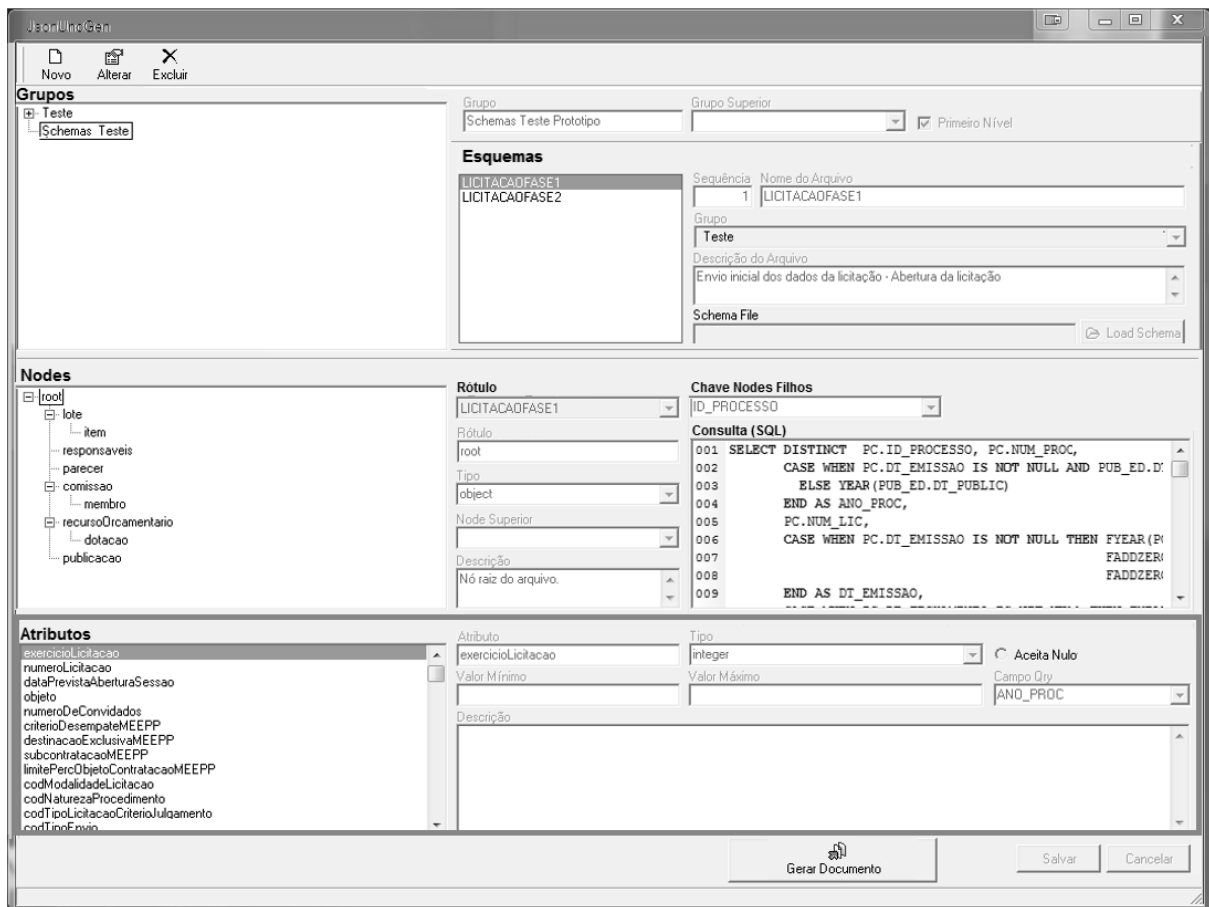 JsonUnoGen
Novo Alterar Excluir
Grupos
Teste
Schemas Teste
Grupo Grupo Superior
Schemas Teste Prototipo Primeiro Nível
Esquemas
LICITACAOFASE1
LICITACAOFASE2
Sequência Nome do Arquivo
1 LICITACAOFASE1
Grupo
Teste
Descrição do Arquivo
Envio inicial dos dados da licitação - Abertura da licitação
Schema File
Load Schema
Nodes
root
lote
item
responsaveis
parecer
comissao
membro
recursoOrcamentario
dotacao
publicacao
Rótulo
LICITACAOFASE1
Rótulo
root
Tipo
object
Node Superior
Descrição
Nó raiz do arquivo.
Chave Nodes Filhos
ID_PROCESSO
Consulta (SQL)
001 SELECT DISTINCT PC.ID_PROCESSO, PC.NUM_PROC,
002 CASE WHEN PC.DT_EMISSAO IS NOT NULL AND PUB_ED.D
003 ELSE YEAR(PUB_ED.DT_PUBLIC)
004 END AS ANO_PROC,
005 PC.NUM_LIC,
006 CASE WHEN PC.DT_EMISSAO IS NOT NULL THEN FYEAR(P
007 FADDZER
008 FADDZER
009 END AS DT_EMISSAO,
Atributos
exercicioLicitacao
numeroLicitacao
dataPrevistaAberturaSessao
objeto
numeroDeConvidados
criterioDesempateMEEPP
destinacaoExclusivaMEEPP
subcontratacaoMEEPP
limitePercObjetoContratacaoMEEPP
codModalidadeLicitacao
codNaturezaProcedimento
codTipoLicitacaoCriterioJulgamento
codTipoEnvio
Atributo Tipo
exercicioLicitacao integer Aceita Nulo
Valor Mínimo Valor Máximo Campo Qry
ANO_PROC
Descrição
Gerar Documento Salvar Cancelar